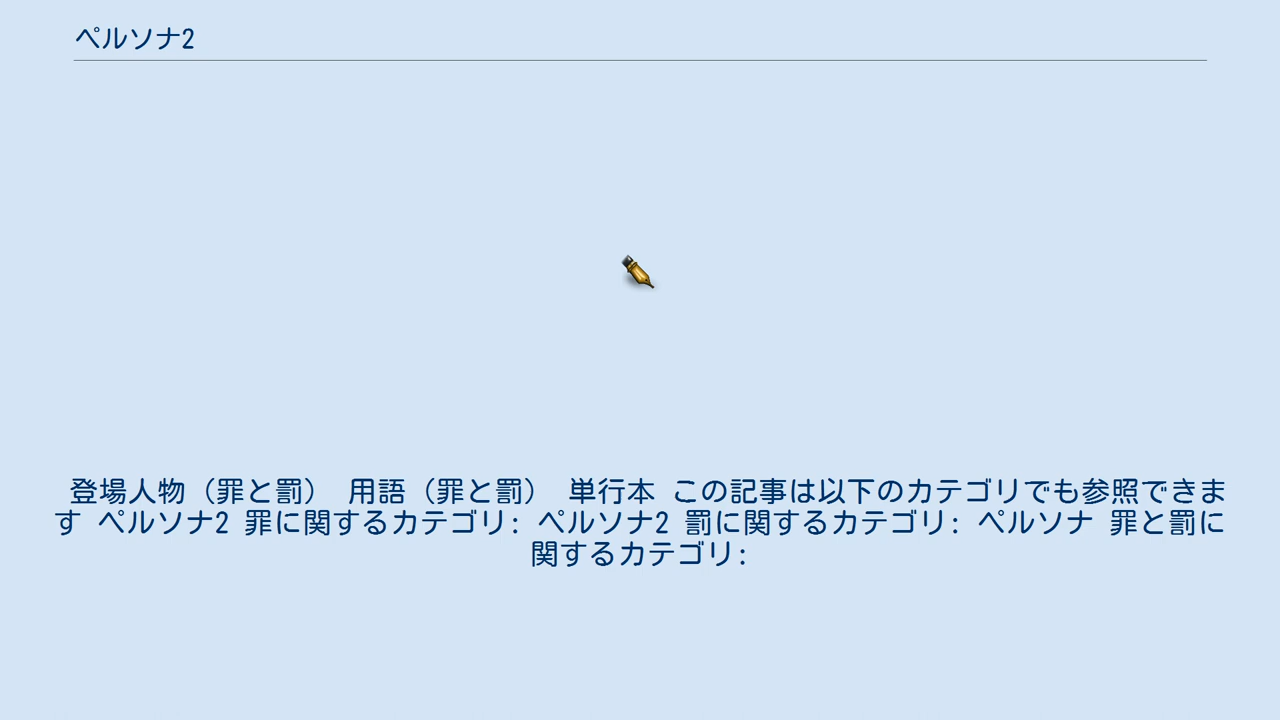 ペルソナ2
登場人物（罪と罰） 用語（罪と罰） 単行本 この記事は以下のカテゴリでも参照できま
す ペルソナ2 罪に関するカテゴリ: ペルソナ2 罰に関するカテゴリ: ペルソナ 罪と罰に
関するカテゴリ: